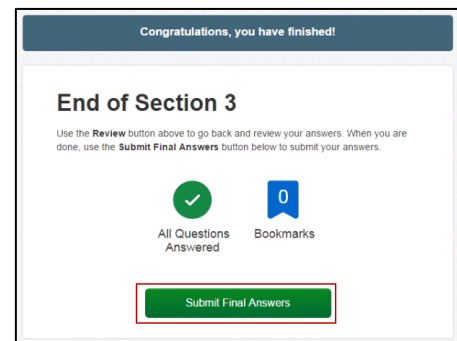 Congratulations, you have finished!
End of Section 3
Use the Review button above to go back and review your answers. When you are
done, use the Submit Final Answers button below to submit your answers.
0
All Questions
Answered
Bookmarks
Submit Final Answers